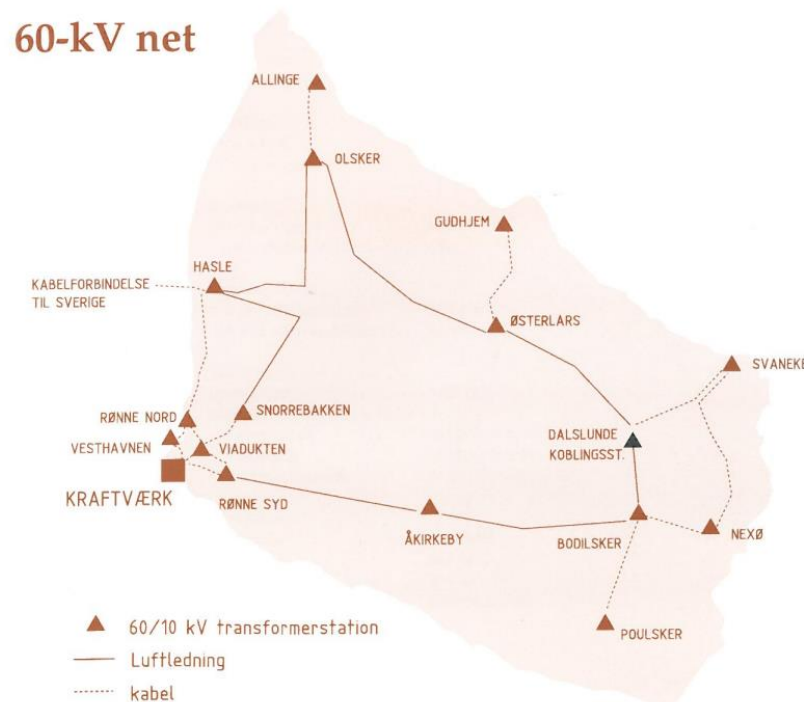 60-kV net
ALLINGE
OLSKER
GUDHJEM
HASLE
KABELFORBINDELSE
TIL SVERIGE
ØSTERLARS
SVANEKE
RØNNE NORD
SNORREBAKKEN
VESTHAVNEN
VIADUKTEN
DALSLUNDE
KOBLINGSST.
KRAFTVÆRK
RØNNE SYD
ÅKIRKEBY
BODILSKER
NEXØ
POULSKER
60/10 kV transformerstation
Luftledning
kabel